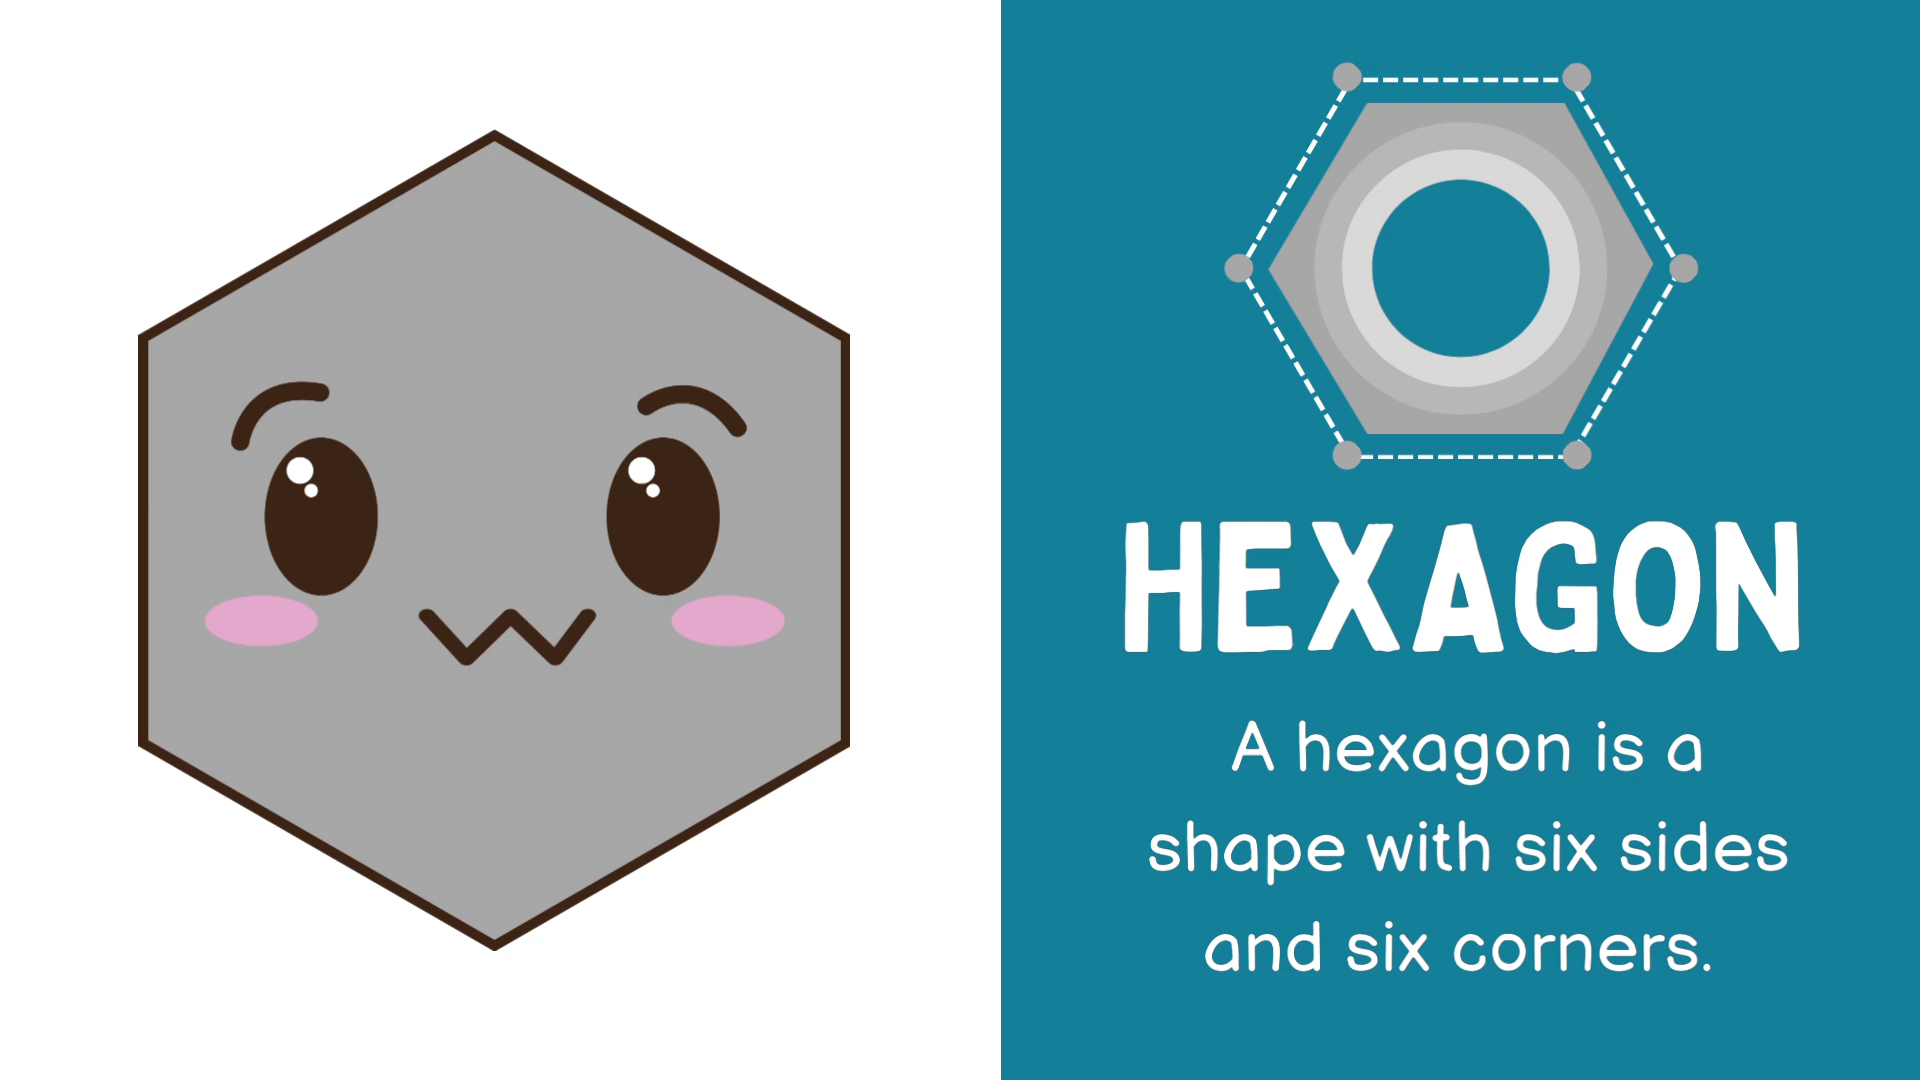 HEXAGON
A hexagon is a
shape with six sides
and six corners.